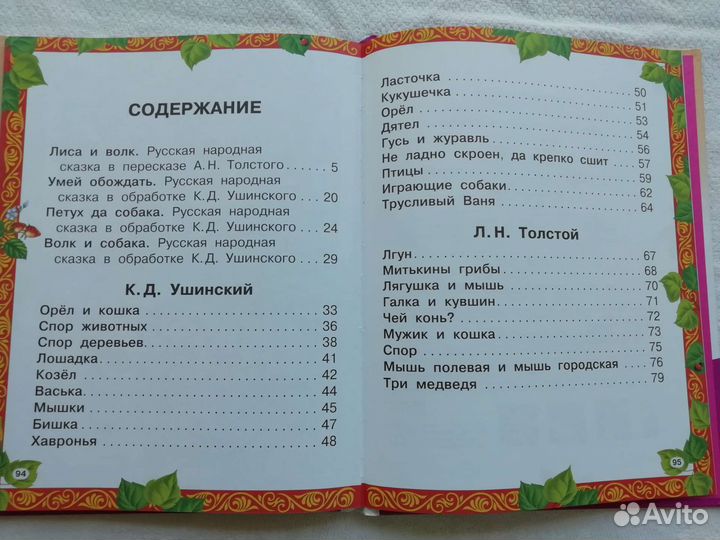 СОДЕРЖАНИЕ
Лиса и волк. Русская народная
сказка в пересказе А.Н. Толстого ...... 5
Умей обождать. Русская народная
сказка в обработке К.Д. Ушинского ... 20
Петух да собака. Русская народная
сказка в обработке К.Д. Ушинского ... 24
Волк и собака. Русская народная
сказка в обработке К.Д. Ушинского ... 29
К.Д. Ушинский
Орёл и кошка ... 33
Спор животных ... 36
Спор деревьев ... 38
Лошадка ... 41
Козёл ... 42
Васька ... 44
Мышки ... 45
Бишка ... 47
Хавронья ... 48
94
Ласточка ... 50
Кукушечка ... 51
Орёл ... 53
Дятел ... 54
Гусь и журавль ... 56
Не ладно скроен, да крепко сшит ... 57
Птицы ... 59
Играющие собаки ... 62
Трусливый Ваня ... 64
Л.Н. Толстой
Лгун ... 67
Митькины грибы ... 68
Лягушка и мышь ... 70
Галка и кувшин ... 71
Чей конь? ... 72
Мужик и кошка ... 73
Спор ... 75
Мышь полевая и мышь городская ... 76
Три медведя ... 79
95
Avito